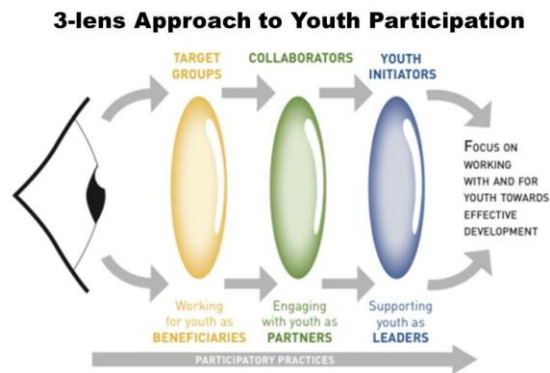 3-lens Approach to Youth Participation
TARGET
GROUPS
COLLABORATORS
YOUTH
INITIATORS
FOCUS ON
WORKING
WITH AND FOR
YOUTH TOWARDS
EFFECTIVE
DEVELOPMENT
Working
for youth as
BENEFICIARIES
Engaging
with youth as
PARTNERS
Supporting
youth as
LEADERS
PARTICIPATORY PRACTICES